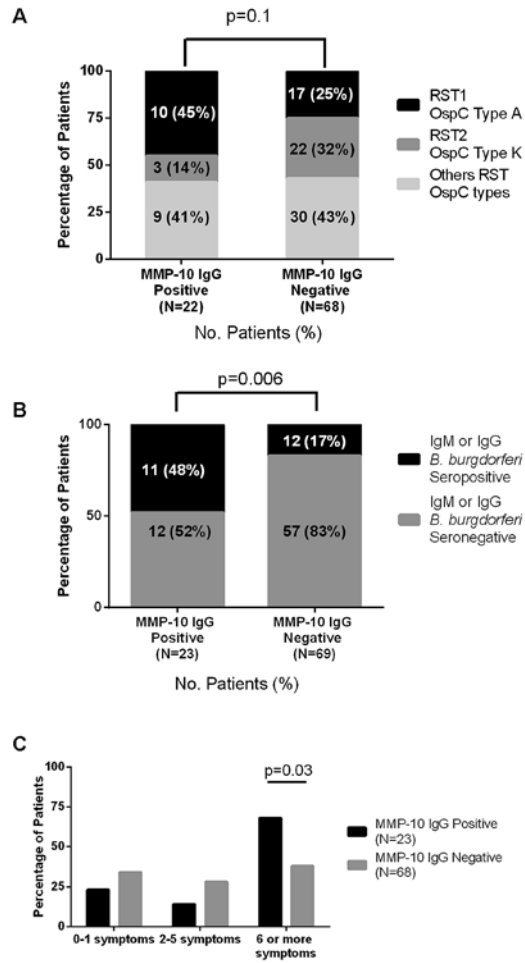 A
p=0.1
Percentage of Patients
100
75
50
25
0
10 (45%)
3 (14%)
9 (41%)
17 (25%)
22 (32%)
30 (43%)
RST1
OspC Type A
RST2
OspC Type K
Others RST
OspC types
MMP-10 IgG
Positive
(N=22)
MMP-10 IgG
Negative
(N=68)
No. Patients (%)
B
p=0.006
Percentage of Patients
100
50
0
11 (48%)
12 (52%)
12 (17%)
57 (83%)
IgM or IgG
B. burgdorferi
Seropositive
IgM or IgG
B. burgdorferi
Seronegative
MMP-10 IgG
Positive
(N=23)
MMP-10 IgG
Negative
(N=69)
No. Patients (%)
C
Percentage of Patients
100
75
50
25
0
p=0.03
MMP-10 IgG Positive
(N=23)
MMP-10 IgG Negative
(N=68)
0-1 symptoms
2-5 symptoms
6 or more
symptoms